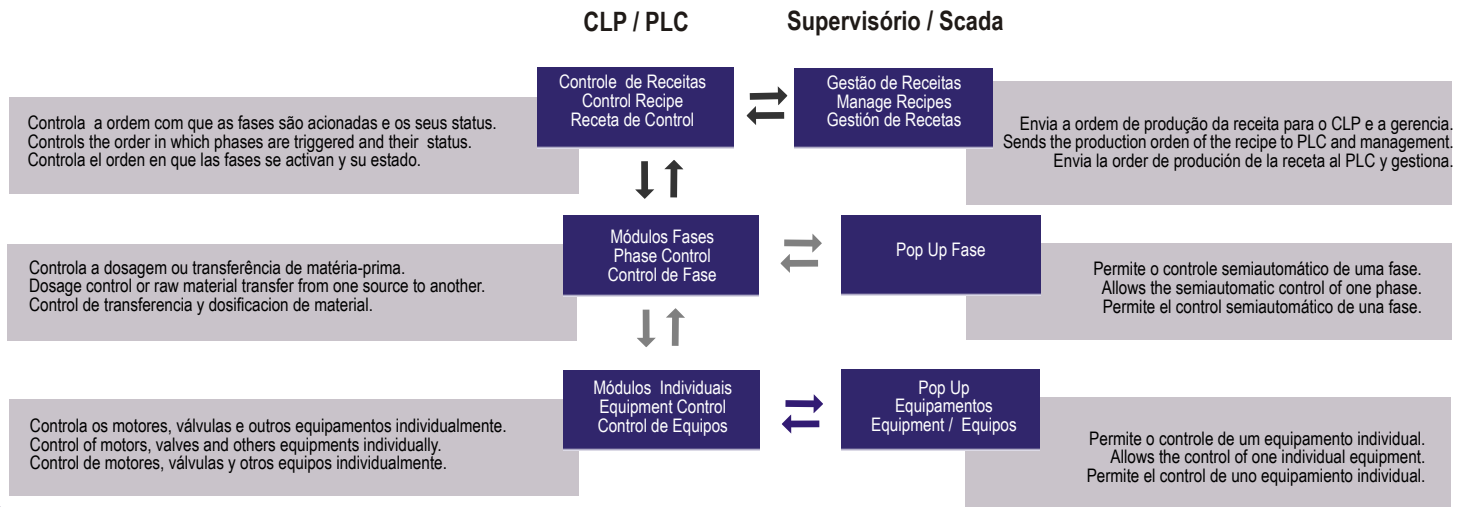 CLP / PLC
Supervisório / Scada
Controle de Receitas
Control Recipe
Receta de Control
Gestão de Receitas
Manage Recipes
Gestión de Recetas
Controla a ordem com que as fases são acionadas e os seus status.
Controls the order in which phases are triggered and their status.
Controla el orden en que las fases se activan y su estado.
Envia a ordem de produção da receita para o CLP e a gerencia.
Sends the production orden of the recipe to PLC and management.
Envia la order de produción de la receta al PLC y gestiona.
Módulos Fases
Phase Control
Control de Fase
Pop Up Fase
Controla a dosagem ou transferência de matéria-prima.
Dosage control or raw material transfer from one source to another.
Control de transferencia y dosificacion de material.
Permite o controle semiautomático de uma fase.
Allows the semiautomatic control of one phase.
Permite el control semiautomático de una fase.
Módulos Individuais
Equipment Control
Control de Equipos
Pop Up
Equipamentos
Equipment / Equipos
Controla os motores, válvulas e outros equipamentos individualmente.
Control of motors, valves and others equipments individually.
Control de motores, válvulas y otros equipos individualmente.
Permite o controle de um equipamento individual.
Allows the control of one individual equipment.
Permite el control de uno equipamiento individual.